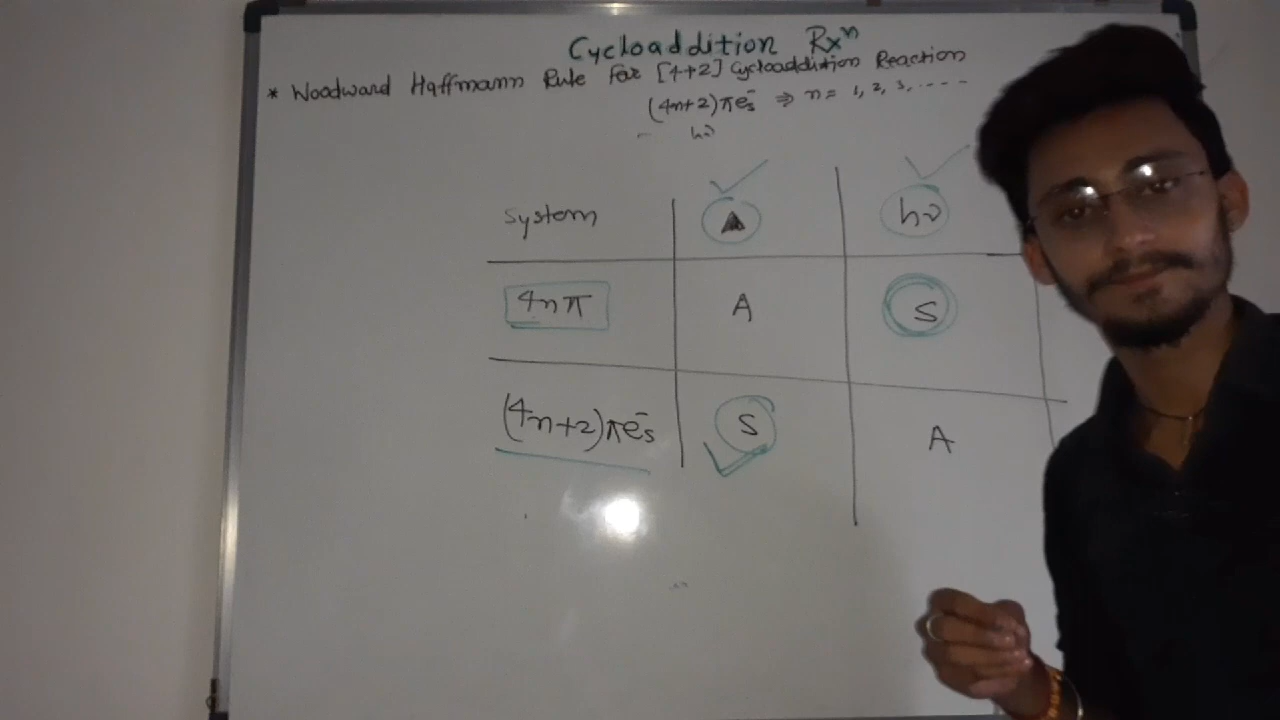 Cycloaddition Rxⁿ
* Woodward Haffmann Rule For [4+2] Cycloaddition Reaction
(4n+2)πe⁻s ⇒ n = 1, 2, 3, ....
hν
System ▲ hν
4nπ A S
(4n+2)πe⁻s S A